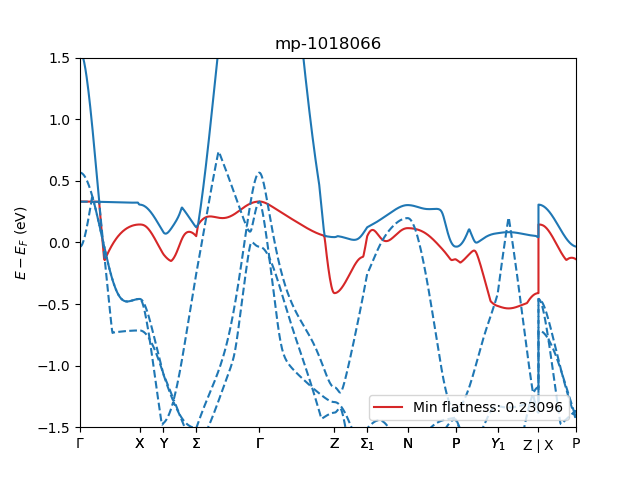 mp-1018066
1.5
1.0
0.5
0.0
−0.5
−1.0
−1.5
E − E_F (eV)
Min flatness: 0.23096
Γ X Y Σ Γ Z Σ₁ N P Y₁ Z | X P